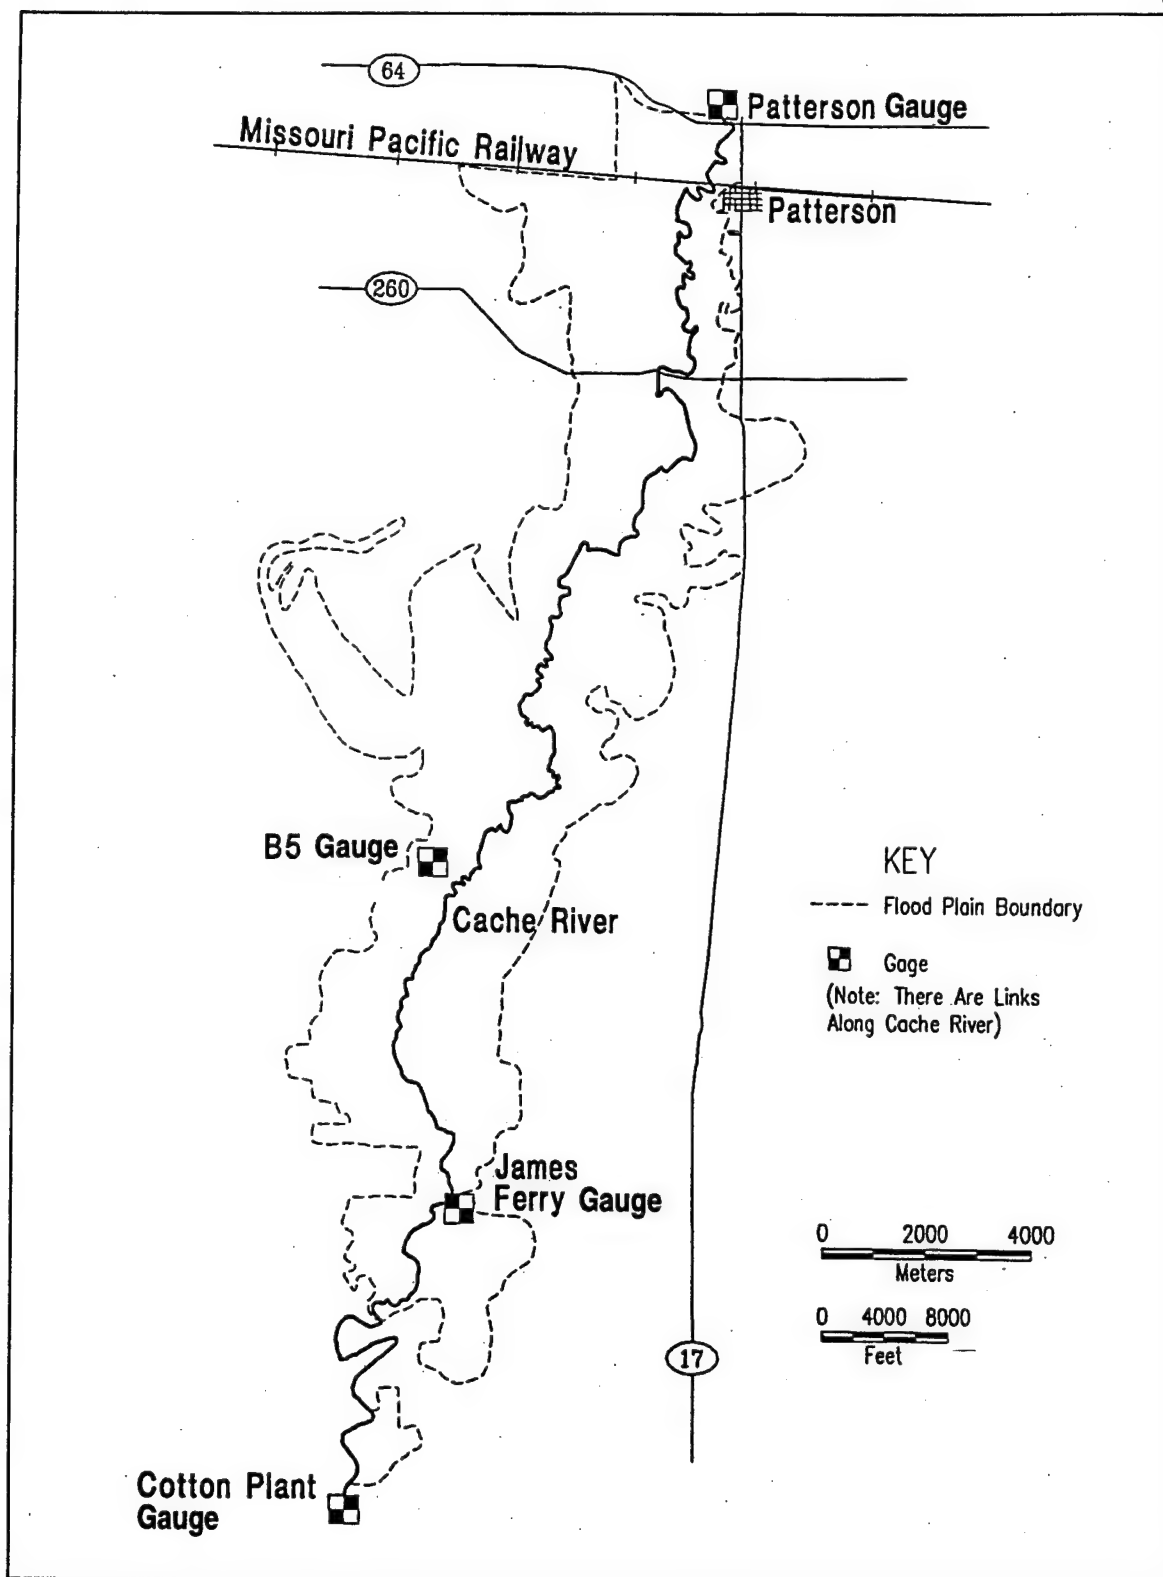 64
Patterson Gauge
Missouri Pacific Railway
Patterson
260
B5 Gauge
Cache River
KEY
Flood Plain Boundary
Gage
(Note: There Are Links
Along Cache River)
James
Ferry Gauge
0 2000 4000
Meters
0 4000 8000
Feet
17
Cotton Plant
Gauge